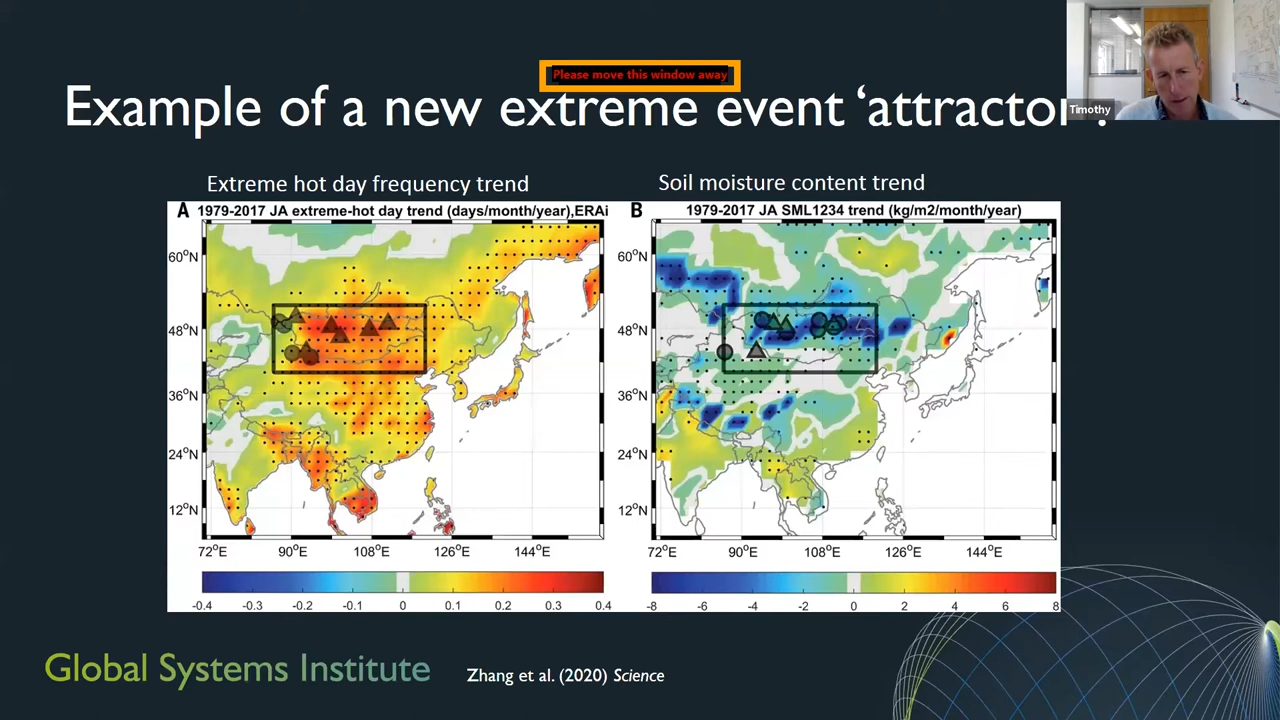 Please move this window away
Example of a new extreme event ‘attractor’?
Timothy
Extreme hot day frequency trend
Soil moisture content trend
A 1979-2017 JA extreme-hot day trend (days/month/year),ERAi
B 1979-2017 JA SML1234 trend (kg/m2/month/year)
60°N
48°N
36°N
24°N
12°N
72°E 90°E 108°E 126°E 144°E
-0.4 -0.3 -0.2 -0.1 0 0.1 0.2 0.3 0.4
60°N
48°N
36°N
24°N
12°N
72°E 90°E 108°E 126°E 144°E
-8 -6 -4 -2 0 2 4 6 8
Global Systems Institute
Zhang et al. (2020) Science